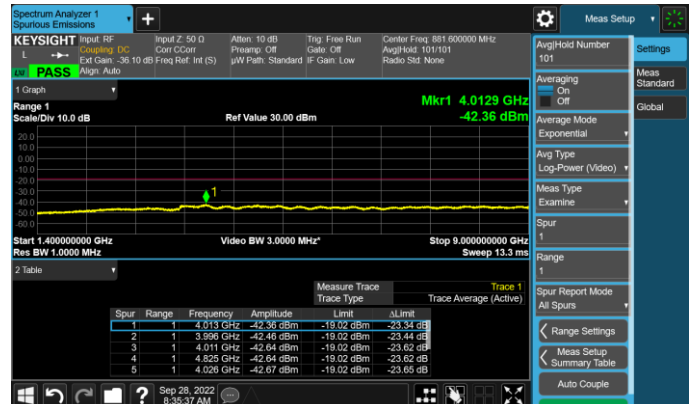 Spectrum Analyzer 1
Spurious Emissions
Meas Setup
KEYSIGHT
L
LW
PASS
Input: RF
Coupling: DC
Ext Gain: -36.10 dB
Align: Auto
Input Z: 50 Ω
Corr CCorr
Freq Ref: Int (S)
Atten: 10 dB
Preamp: Off
µW Path: Standard
Trig: Free Run
Gate: Off
IF Gain: Low
Center Freq: 881.600000 MHz
Avg|Hold: 101/101
Radio Std: None
1 Graph
Range 1
Scale/Div 10.0 dB
Ref Value 30.00 dBm
Mkr1 4.0129 GHz
-42.36 dBm
20.0
10.0
0.00
-10.0
-20.0
-30.0
-40.0
-50.0
-60.0
1
Start 1.400000000 GHz
Video BW 3.0000 MHz*
Stop 9.000000000 GHz
Res BW 1.0000 MHz
Sweep 13.3 ms
2 Table
Measure Trace Trace 1
Trace Type Trace Average (Active)
Spur Range Frequency Amplitude Limit ΔLimit
1 1 4.013 GHz -42.36 dBm -19.02 dBm -23.34 dB
2 1 3.996 GHz -42.46 dBm -19.02 dBm -23.44 dB
3 1 4.011 GHz -42.64 dBm -19.02 dBm -23.62 dB
4 1 4.825 GHz -42.64 dBm -19.02 dBm -23.62 dB
5 1 4.026 GHz -42.67 dBm -19.02 dBm -23.65 dB
Sep 28, 2022
8:35:37 AM
Avg|Hold Number
101
Averaging
On
Off
Average Mode
Exponential
Avg Type
Log-Power (Video)
Meas Type
Examine
Spur
1
Range
1
Spur Report Mode
All Spurs
Range Settings
Meas Setup
Summary Table
Auto Couple
Settings
Meas
Standard
Global